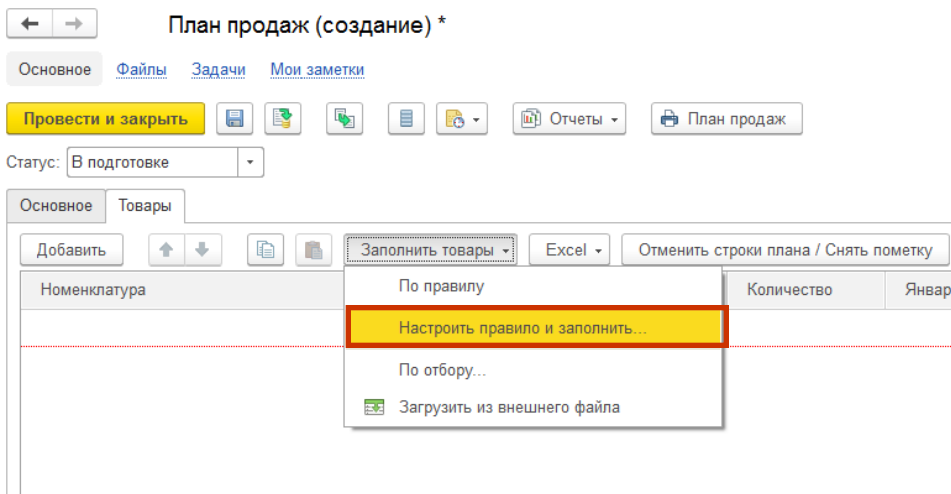 План продаж (создание) *
Основное Файлы Задачи Мои заметки
Провести и закрыть Отчеты План продаж
Статус: В подготовке
Основное Товары
Добавить Заполнить товары Excel Отменить строки плана / Снять пометку
Номенклатура Количество Январ
По правилу
Настроить правило и заполнить...
По отбору...
Загрузить из внешнего файла